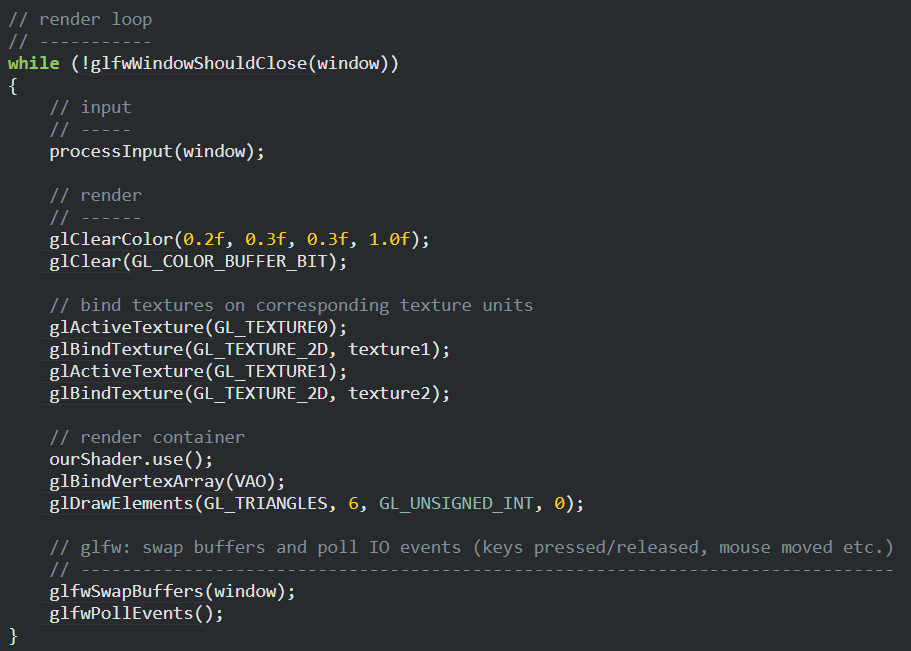 // render loop
// -----------
while (!glfwWindowShouldClose(window))
{
    // input
    // -----
    processInput(window);

    // render
    // ------
    glClearColor(0.2f, 0.3f, 0.3f, 1.0f);
    glClear(GL_COLOR_BUFFER_BIT);

    // bind textures on corresponding texture units
    glActiveTexture(GL_TEXTURE0);
    glBindTexture(GL_TEXTURE_2D, texture1);
    glActiveTexture(GL_TEXTURE1);
    glBindTexture(GL_TEXTURE_2D, texture2);

    // render container
    ourShader.use();
    glBindVertexArray(VAO);
    glDrawElements(GL_TRIANGLES, 6, GL_UNSIGNED_INT, 0);

    // glfw: swap buffers and poll IO events (keys pressed/released, mouse moved etc.)
    // -------------------------------------------------------------------------------
    glfwSwapBuffers(window);
    glfwPollEvents();
}